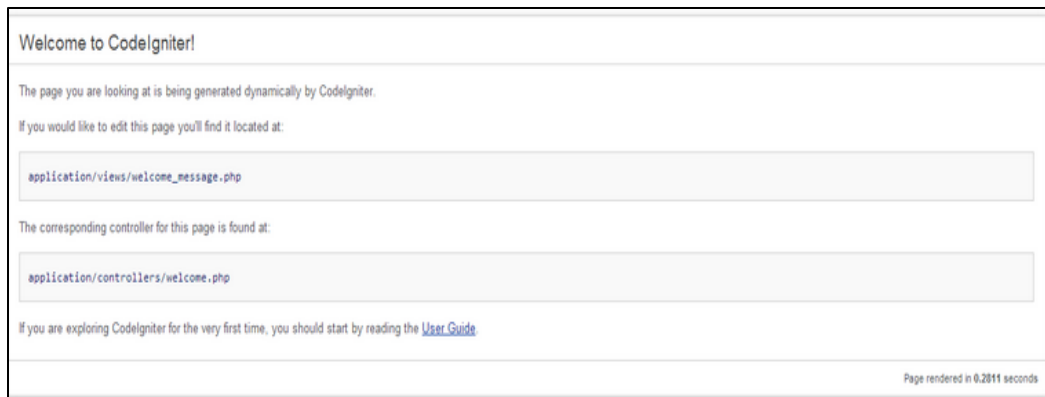 Welcome to CodeIgniter!
The page you are looking at is being generated dynamically by CodeIgniter.
If you would like to edit this page you'll find it located at:
application/views/welcome_message.php
The corresponding controller for this page is found at:
application/controllers/welcome.php
If you are exploring CodeIgniter for the very first time, you should start by reading the User Guide.
Page rendered in 0.2811 seconds